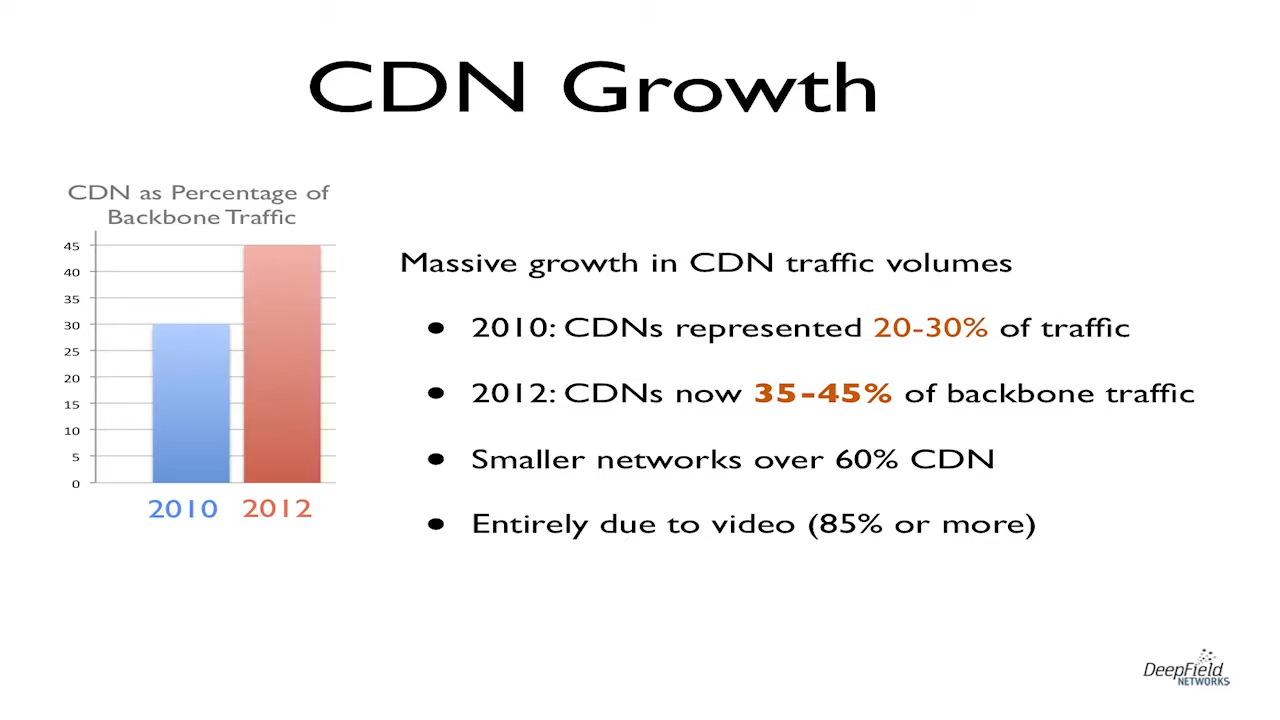 CDN Growth
CDN as Percentage of
Backbone Traffic
45
40
35
30
25
20
15
10
5
0
2010 2012
Massive growth in CDN traffic volumes
• 2010: CDNs represented 20-30% of traffic
• 2012: CDNs now 35-45% of backbone traffic
• Smaller networks over 60% CDN
• Entirely due to video (85% or more)
DeepField
NETWORKS